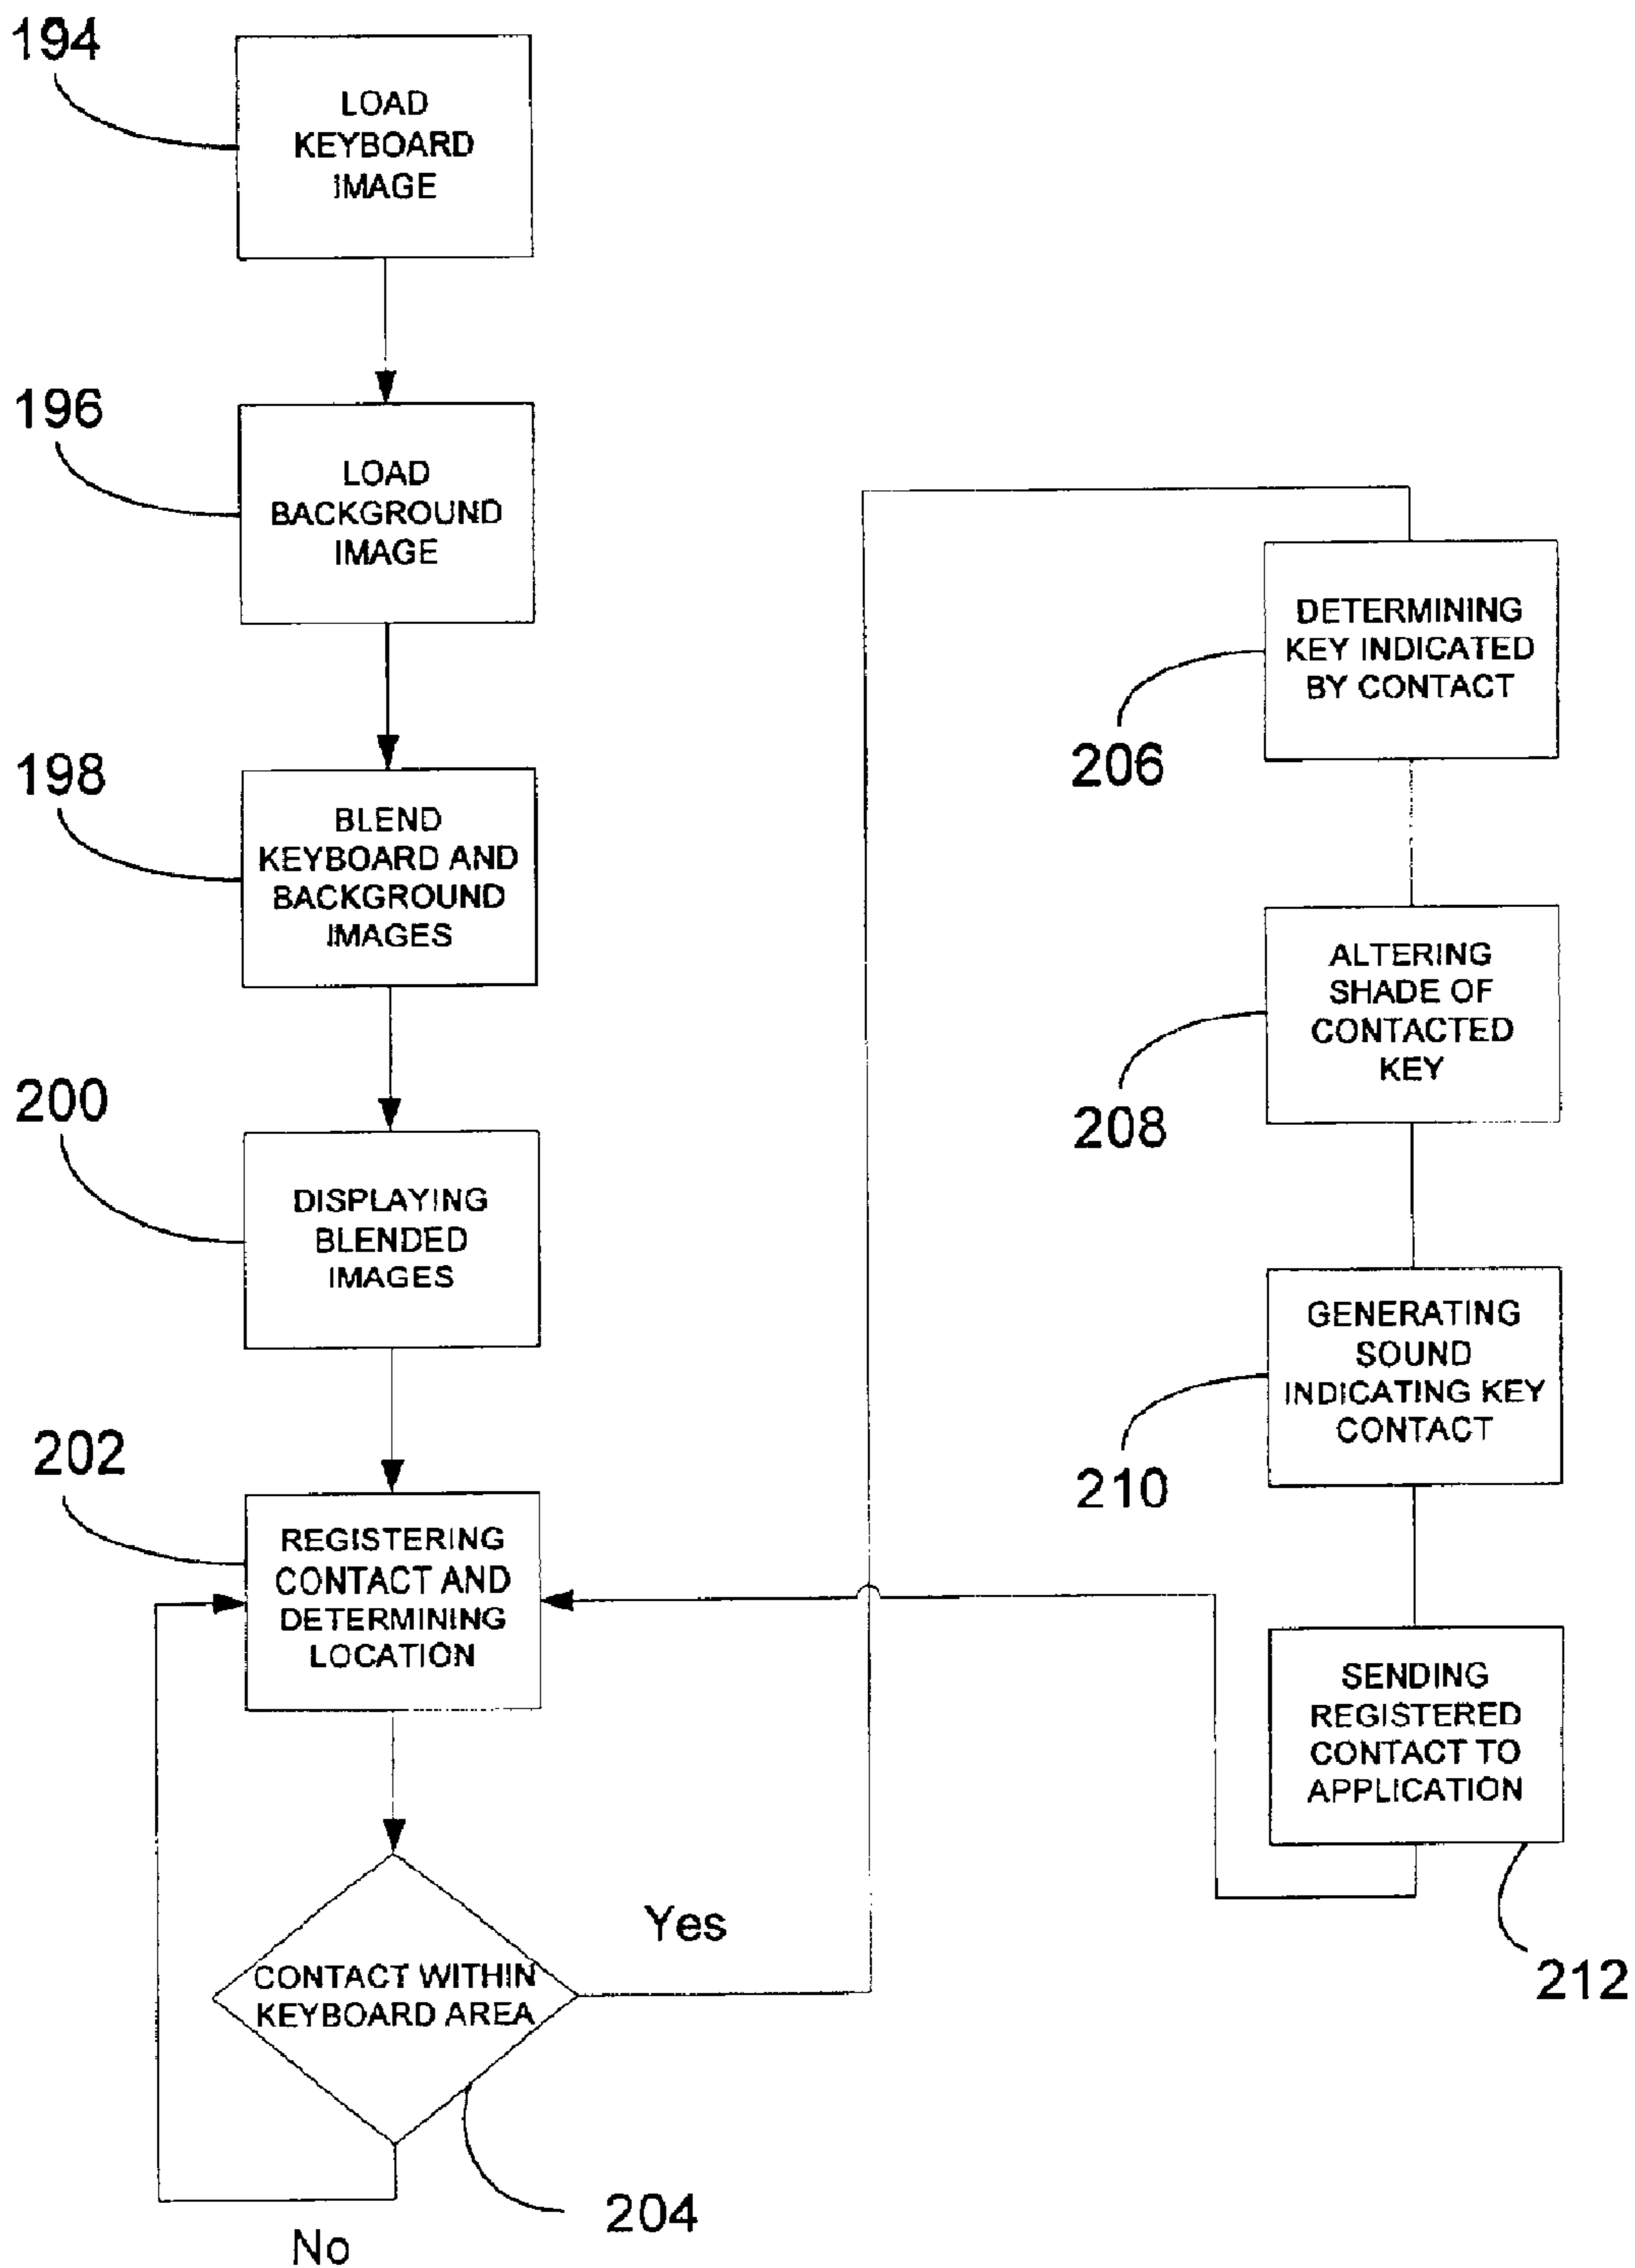 194
LOAD
KEYBOARD
IMAGE
196
LOAD
BACKGROUND
IMAGE
198
BLEND
KEYBOARD AND
BACKGROUND
IMAGES
200
DISPLAYING
BLENDED
IMAGES
202
REGISTERING
CONTACT AND
DETERMINING
LOCATION
CONTACT WITHIN
KEYBOARD AREA
Yes
No
204
DETERMINING
KEY INDICATED
BY CONTACT
206
ALTERING
SHADE OF
CONTACTED
KEY
208
GENERATING
SOUND
INDICATING KEY
CONTACT
210
SENDING
REGISTERED
CONTACT TO
APPLICATION
212